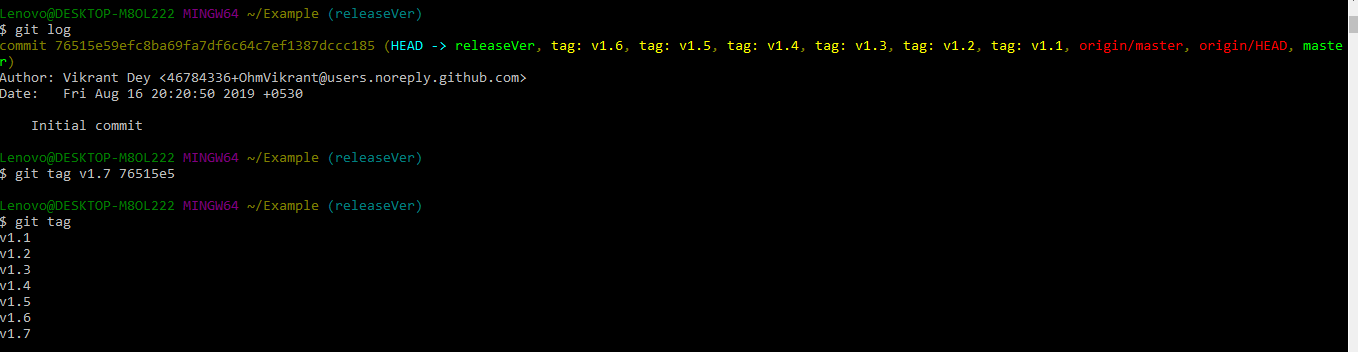 Lenovo@DESKTOP-M8OL222 MINGW64 ~/Example (releaseVer)
$ git log
commit 76515e59efc8ba69fa7df6c64c7ef1387dccc185 (HEAD -> releaseVer, tag: v1.6, tag: v1.5, tag: v1.4, tag: v1.3, tag: v1.2, tag: v1.1, origin/master, origin/HEAD, maste
r)
Author: Vikrant Dey <46784336+OhmVikrant@users.noreply.github.com>
Date:   Fri Aug 16 20:20:50 2019 +0530
    Initial commit
Lenovo@DESKTOP-M8OL222 MINGW64 ~/Example (releaseVer)
$ git tag v1.7 76515e5
Lenovo@DESKTOP-M8OL222 MINGW64 ~/Example (releaseVer)
$ git tag
v1.1
v1.2
v1.3
v1.4
v1.5
v1.6
v1.7